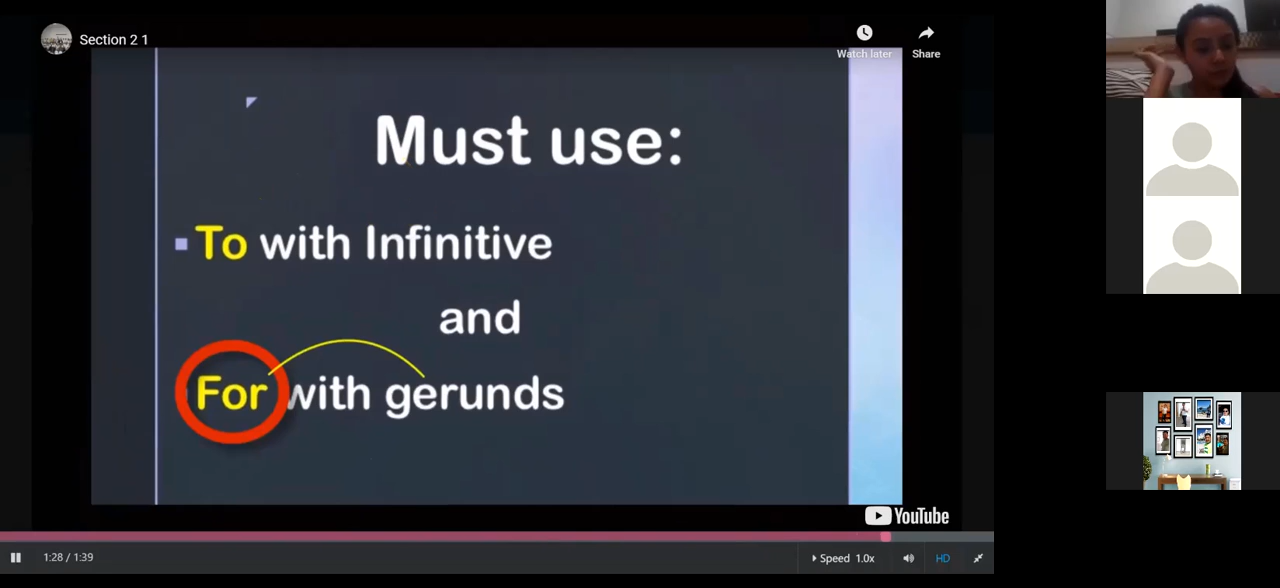 Section 2 1
Watch later
Share
Must use:
To with Infinitive
and
For with gerunds
YouTube
1:28 / 1:39
Speed 1.0x
HD